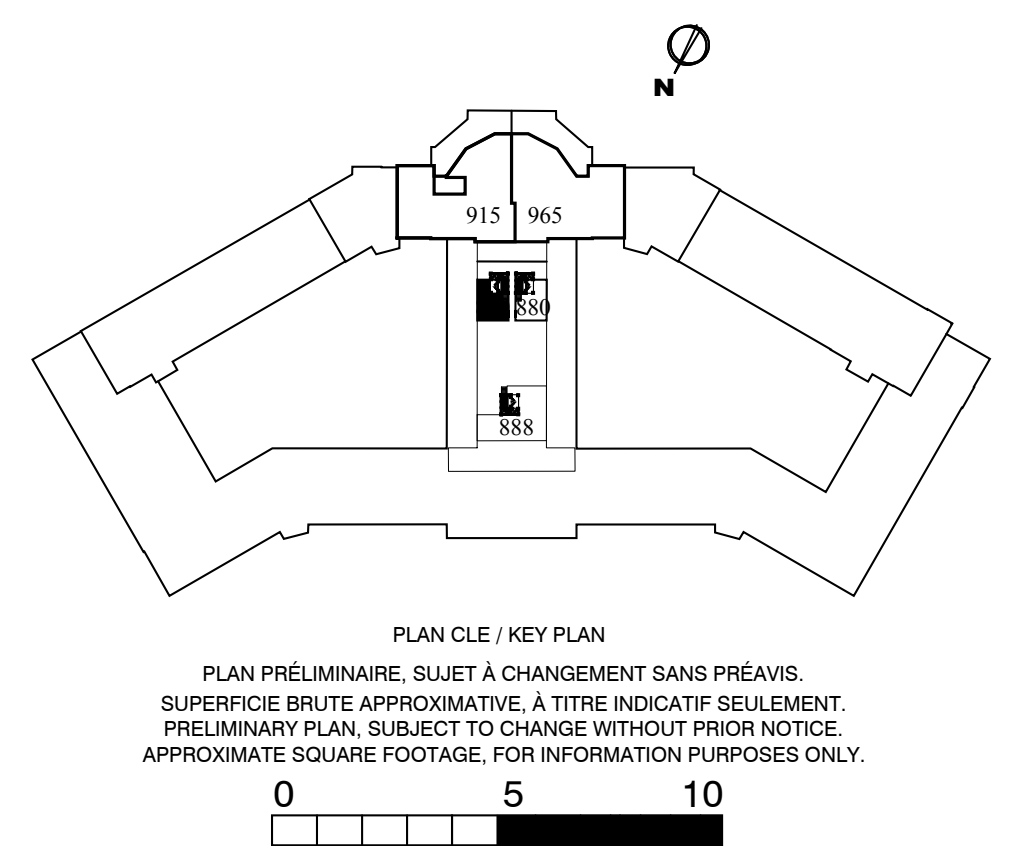 N
915 965
880
888
PLAN CLE / KEY PLAN
PLAN PRÉLIMINAIRE, SUJET À CHANGEMENT SANS PRÉAVIS.
SUPERFICIE BRUTE APPROXIMATIVE, À TITRE INDICATIF SEULEMENT.
PRELIMINARY PLAN, SUBJECT TO CHANGE WITHOUT PRIOR NOTICE.
APPROXIMATE SQUARE FOOTAGE, FOR INFORMATION PURPOSES ONLY.
0 5 10